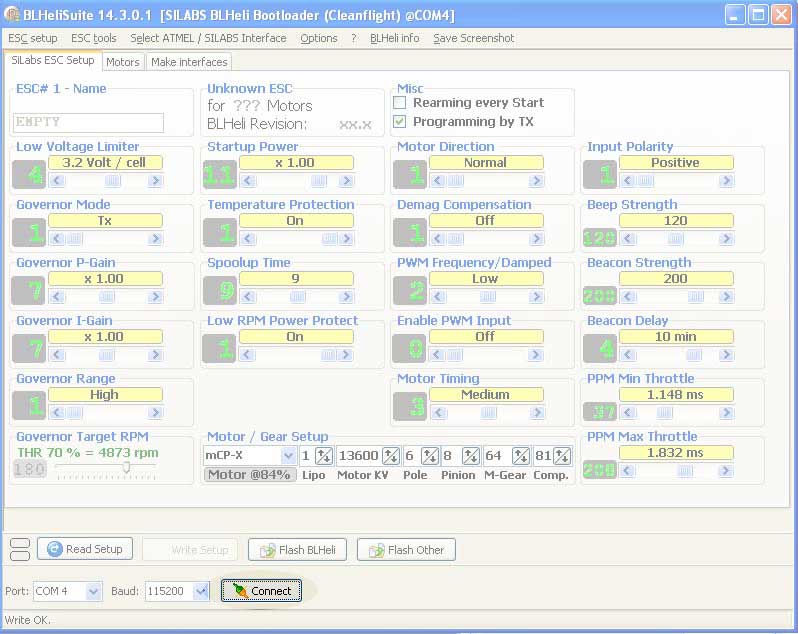 BLHeliSuite 14.3.0.1 [SILABS BLHeli Bootloader (Cleanflight) @COM4]
ESC setup ESC tools Select ATMEL / SILABS Interface Options ? BLHeli info Save Screenshot
SiLabs ESC Setup Motors Make interfaces
ESC# 1 - Name
EMPTY
Unknown ESC
for ??? Motors
BLHeli Revision: xx.x
Misc
Rearming every Start
Programming by TX
Low Voltage Limiter
3.2 Volt / cell
4
Startup Power
x 1.00
11
Motor Direction
Normal
1
Input Polarity
Positive
1
Governor Mode
Tx
1
Temperature Protection
On
1
Demag Compensation
Off
1
Beep Strength
120
120
Governor P-Gain
x 1.00
7
Spoolup Time
9
9
PWM Frequency/Damped
Low
2
Beacon Strength
200
200
Governor I-Gain
x 1.00
7
Low RPM Power Protect
On
1
Enable PWM Input
Off
0
Beacon Delay
10 min
4
Governor Range
High
1
Motor Timing
Medium
3
PPM Min Throttle
1.148 ms
37
Governor Target RPM
THR 70 % = 4873 rpm
180
Motor / Gear Setup
mCP-X 1 13600 6 8 64 81
Motor @84% Lipo Motor KV Pole Pinion M-Gear Comp.
PPM Max Throttle
1.832 ms
208
Read Setup Write Setup Flash BLHeli Flash Other
Port: COM 4 Baud: 115200 Connect
Write OK.